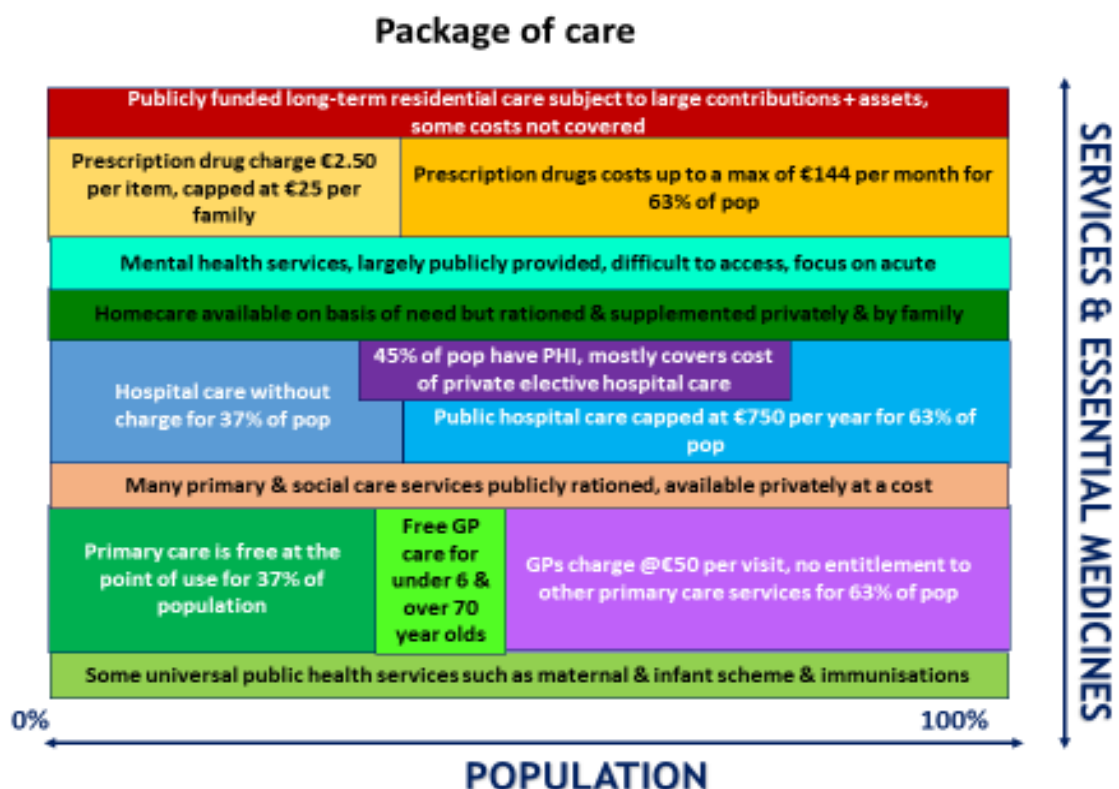 Package of care
Publicly funded long-term residential care subject to large contributions + assets,
some costs not covered
Prescription drug charge €2.50
per item, capped at €25 per
family
Prescription drugs costs up to a max of €144 per month for
63% of pop
Mental health services, largely publicly provided, difficult to access, focus on acute
Homecare available on basis of need but rationed & supplemented privately & by family
45% of pop have PHI, mostly covers cost
of private elective hospital care
Hospital care without
charge for 37% of pop
Public hospital care capped at €750 per year for 63% of
pop
Many primary & social care services publicly rationed, available privately at a cost
Primary care is free at the
point of use for 37% of
population
Free GP
care for
under 6 &
over 70
year olds
GPs charge @€50 per visit, no entitlement to
other primary care services for 63% of pop
Some universal public health services such as maternal & infant scheme & immunisations
0%
100%
POPULATION
SERVICES & ESSENTIAL MEDICINES